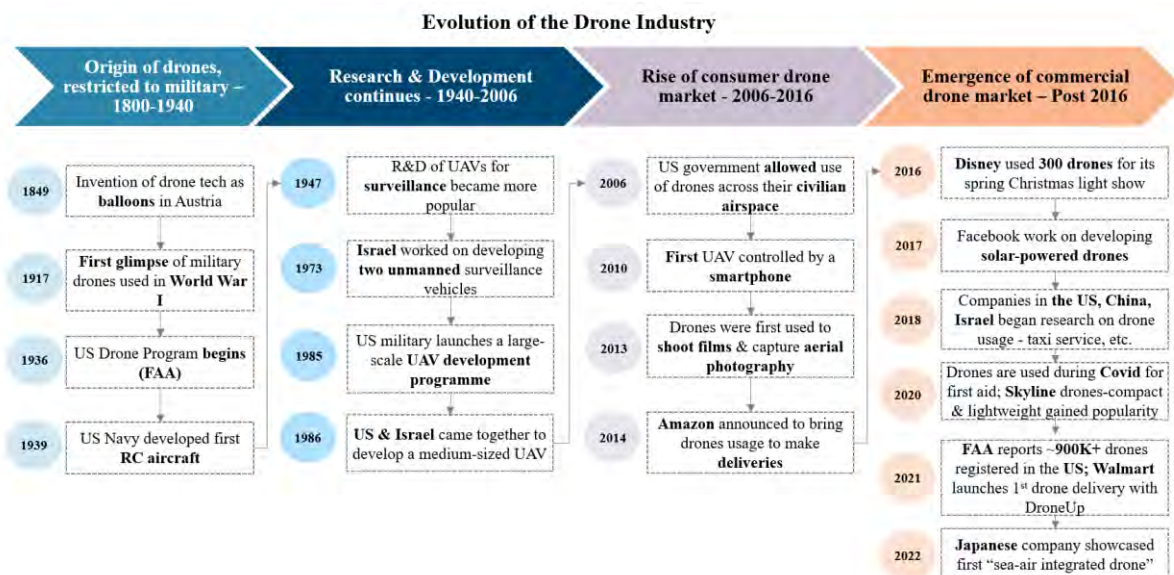 Evolution of the Drone Industry
Origin of drones,
restricted to military –
1800-1940
Research & Development
continues - 1940-2006
Rise of consumer drone
market - 2006-2016
Emergence of commercial
drone market – Post 2016
1849
Invention of drone tech as
balloons in Austria
1917
First glimpse of military
drones used in World War
I
1936
US Drone Program begins
(FAA)
1939
US Navy developed first
RC aircraft
1947
R&D of UAVs for
surveillance became more
popular
1973
Israel worked on developing
two unmanned surveillance
vehicles
1985
US military launches a large-
scale UAV development
programme
1986
US & Israel came together to
develop a medium-sized UAV
2006
US government allowed use
of drones across their civilian
airspace
2010
First UAV controlled by a
smartphone
2013
Drones were first used to
shoot films & capture aerial
photography
2014
Amazon announced to bring
drones usage to make
deliveries
2016
Disney used 300 drones for its
spring Christmas light show
2017
Facebook work on developing
solar-powered drones
2018
Companies in the US, China,
Israel began research on drone
usage - taxi service, etc.
2020
Drones are used during Covid for
first aid; Skyline drones-compact
& lightweight gained popularity
2021
FAA reports ~900K+ drones
registered in the US; Walmart
launches 1st drone delivery with
DroneUp
2022
Japanese company showcased
first “sea-air integrated drone”